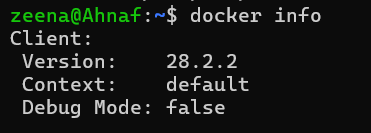 zeena@Ahnaf:~$ docker info
Client:
 Version:    28.2.2
 Context:    default
 Debug Mode: false